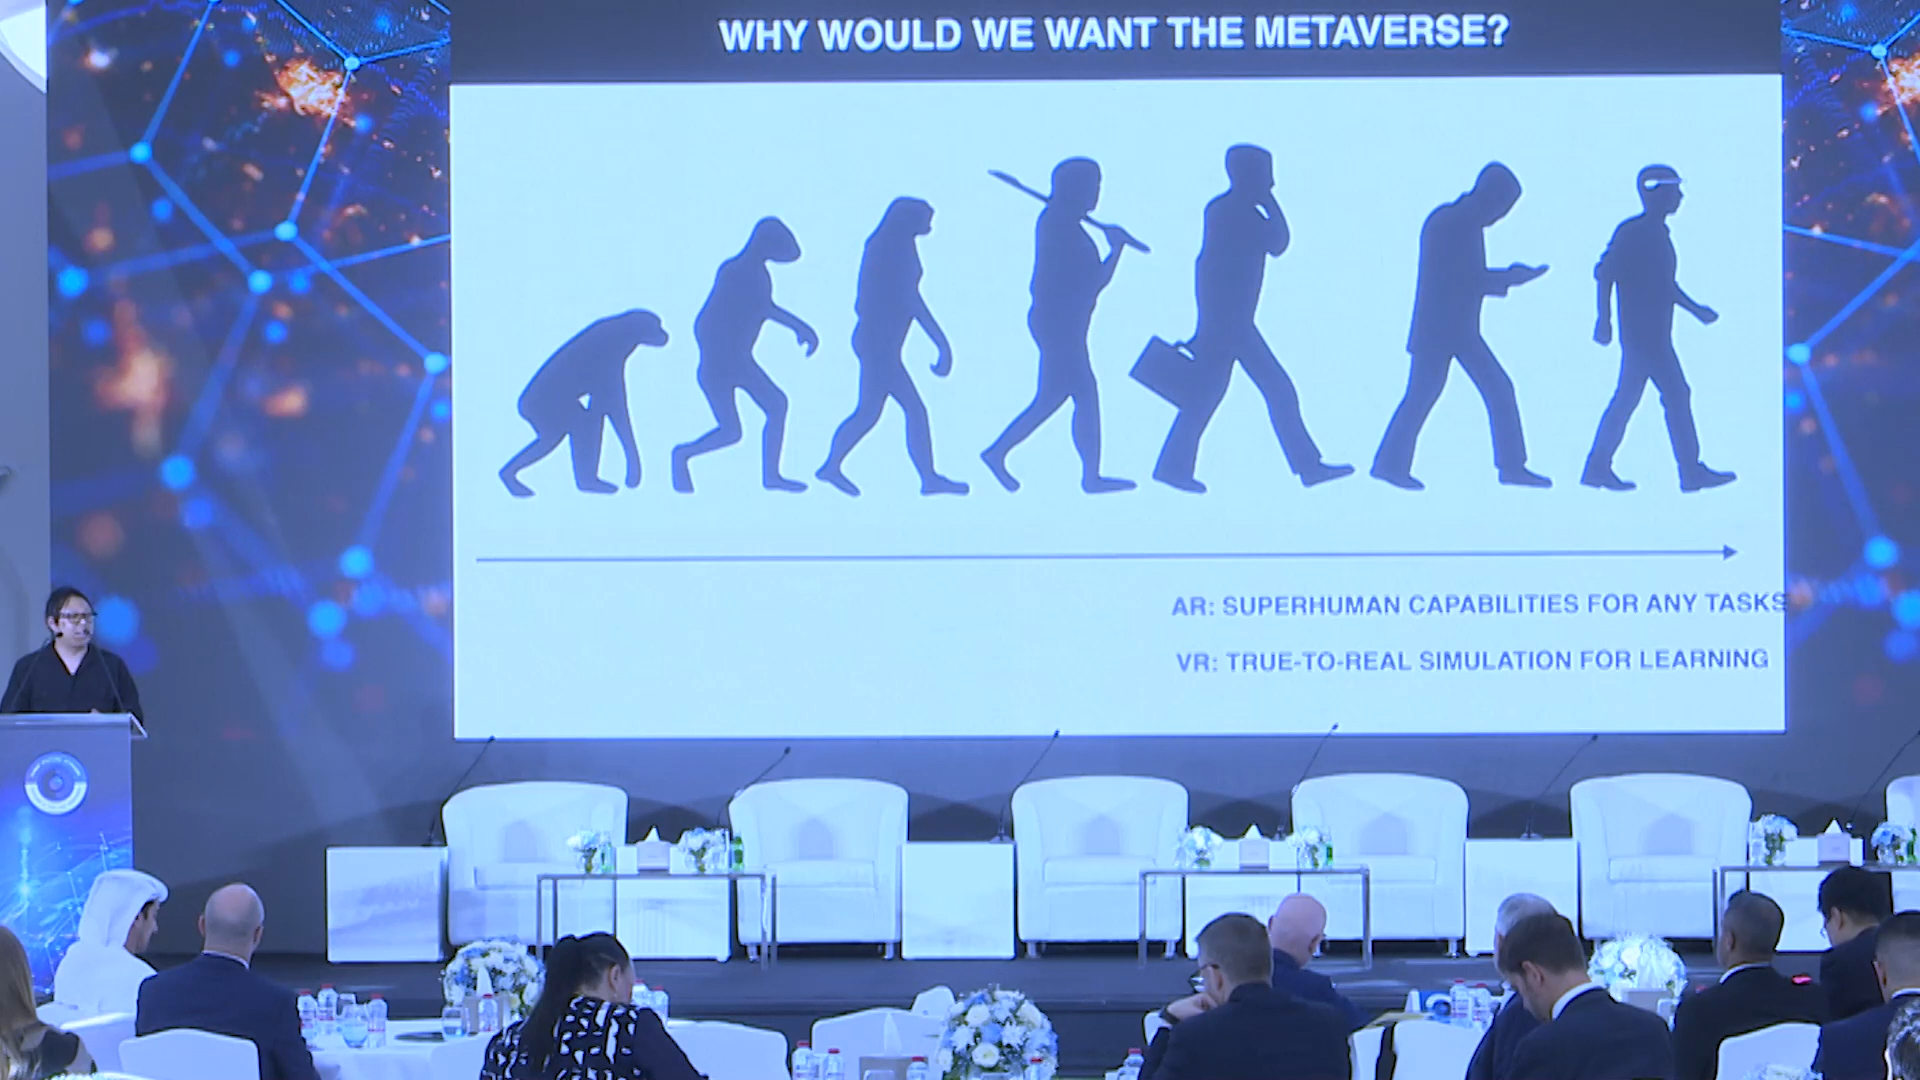 WHY WOULD WE WANT THE METAVERSE?
AR: SUPERHUMAN CAPABILITIES FOR ANY TASKS
VR: TRUE-TO-REAL SIMULATION FOR LEARNING